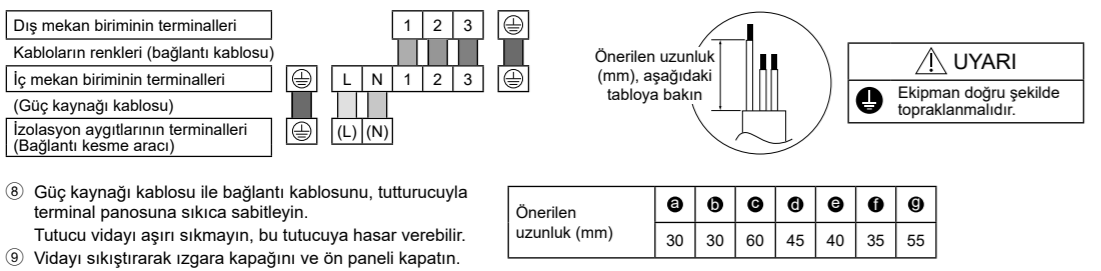 Dış mekan biriminin terminalleri
1 2 3
Kabloların renkleri (bağlantı kablosu)
İç mekan biriminin terminalleri
L N 1 2 3
(Güç kaynağı kablosu)
İzolasyon aygıtlarının terminalleri
(Bağlantı kesme aracı)
(L) (N)
Önerilen uzunluk
(mm), aşağıdaki
tabloya bakın
UYARI
Ekipman doğru şekilde
topraklanmalıdır.
⑧ Güç kaynağı kablosu ile bağlantı kablosunu, tutturucuyla
terminal panosuna sıkıca sabitleyin.
Tutucu vidayı aşırı sıkmayın, bu tutucuya hasar verebilir.
⑨ Vidayı sıkıştırarak ızgara kapağını ve ön paneli kapatın.
Önerilen
uzunluk (mm)
a b c d e f g
30 30 60 45 40 35 55